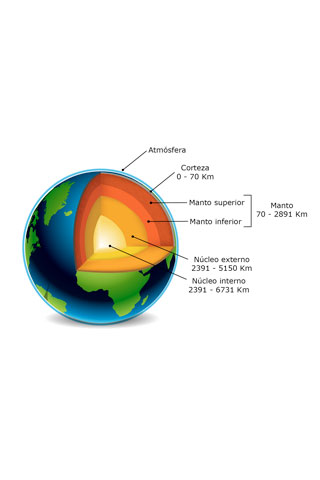 Atmósfera
Corteza
0 - 70 Km
Manto superior
Manto
70 - 2891 Km
Manto inferior
Núcleo externo
2391 - 5150 Km
Núcleo interno
2391 - 6731 Km